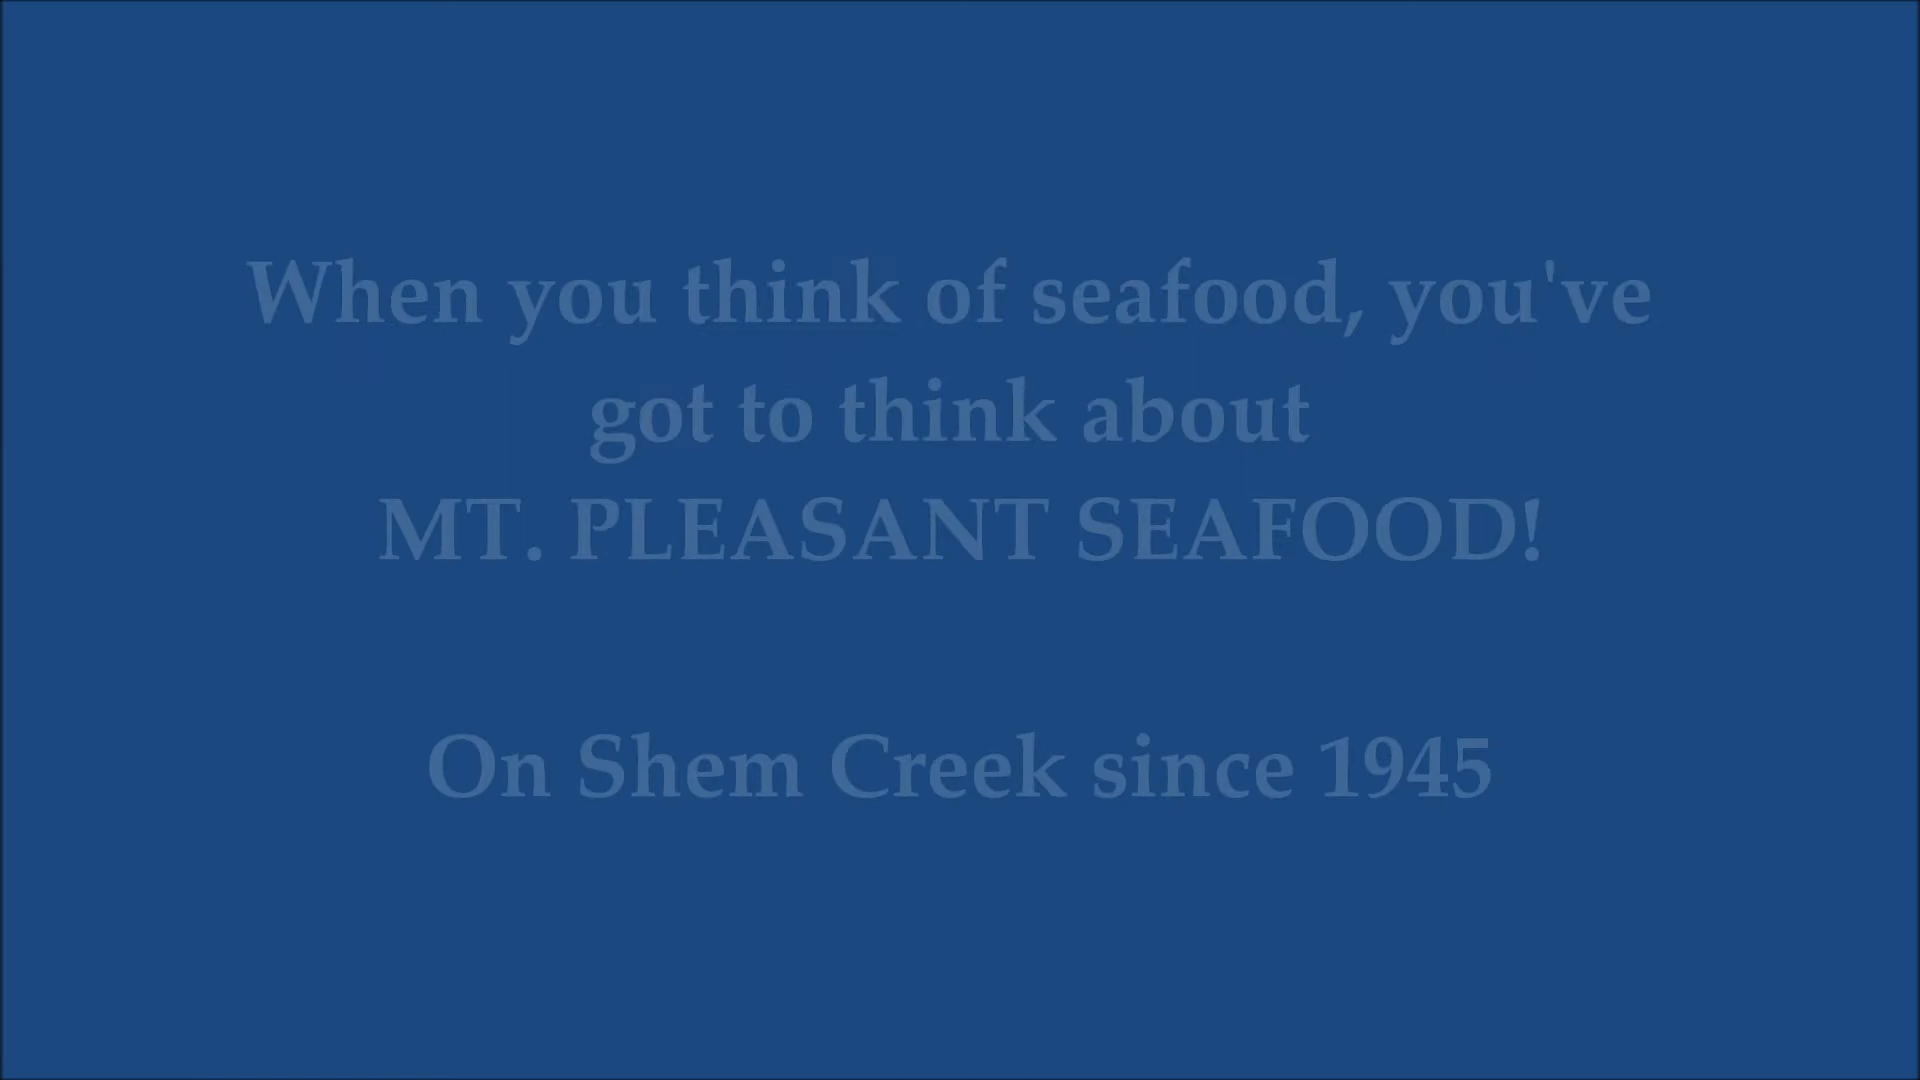 When you think of seafood, you've
got to think about
MT. PLEASANT SEAFOOD!
On Shem Creek since 1945